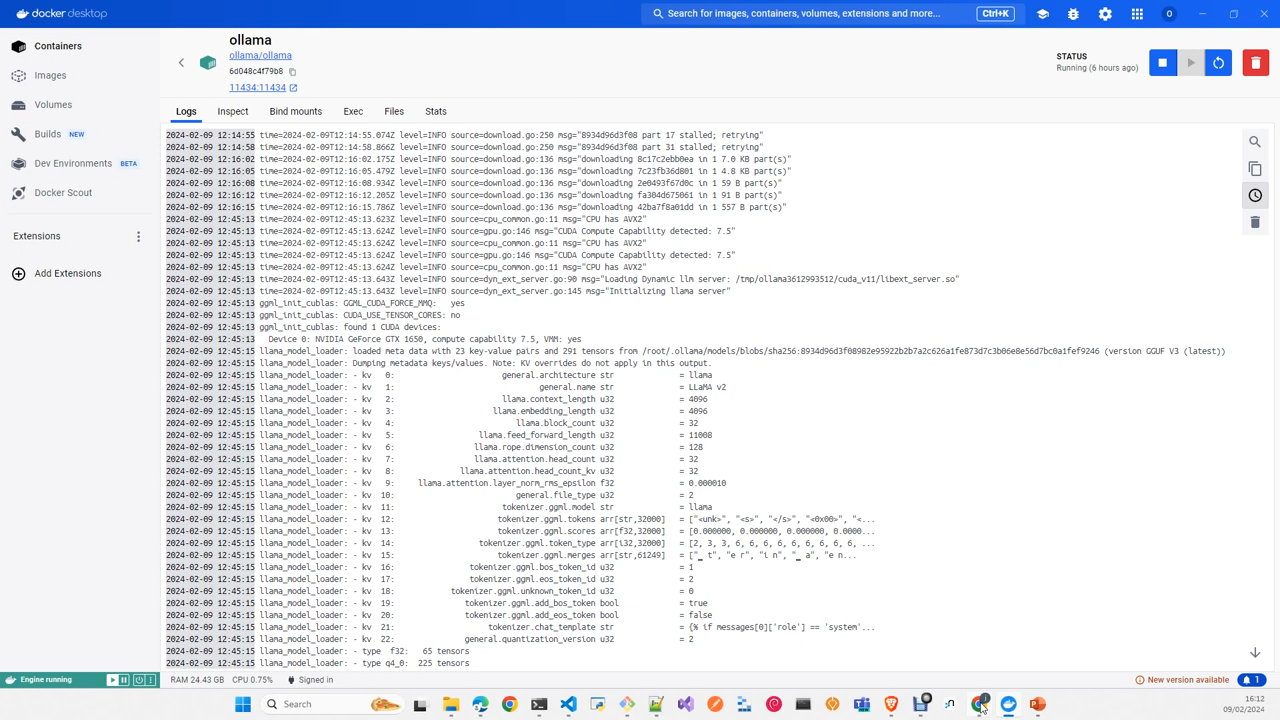 docker desktop
Search for images, containers, volumes, extensions and more...
Ctrl+K
O
Containers
Images
Volumes
Builds NEW
Dev Environments BETA
Docker Scout
Extensions
Add Extensions
ollama
ollama/ollama
6d048c4f79b8
11434:11434
STATUS
Running (6 hours ago)
Logs Inspect Bind mounts Exec Files Stats
2024-02-09 12:14:55 time=2024-02-09T12:14:55.074Z level=INFO source=download.go:250 msg="8934d96d3f08 part 17 stalled; retrying"
2024-02-09 12:14:58 time=2024-02-09T12:14:58.866Z level=INFO source=download.go:250 msg="8934d96d3f08 part 31 stalled; retrying"
2024-02-09 12:16:02 time=2024-02-09T12:16:02.175Z level=INFO source=download.go:136 msg="downloading 8c17c2ebb0ea in 1 7.0 KB part(s)"
2024-02-09 12:16:05 time=2024-02-09T12:16:05.479Z level=INFO source=download.go:136 msg="downloading 7c23fb36d801 in 1 4.8 KB part(s)"
2024-02-09 12:16:08 time=2024-02-09T12:16:08.934Z level=INFO source=download.go:136 msg="downloading 2e0493f67d0c in 1 59 B part(s)"
2024-02-09 12:16:12 time=2024-02-09T12:16:12.205Z level=INFO source=download.go:136 msg="downloading fa304d675061 in 1 91 B part(s)"
2024-02-09 12:16:15 time=2024-02-09T12:16:15.786Z level=INFO source=download.go:136 msg="downloading 42ba7f8a01dd in 1 557 B part(s)"
2024-02-09 12:45:13 time=2024-02-09T12:45:13.623Z level=INFO source=cpu_common.go:11 msg="CPU has AVX2"
2024-02-09 12:45:13 time=2024-02-09T12:45:13.624Z level=INFO source=gpu.go:146 msg="CUDA Compute Capability detected: 7.5"
2024-02-09 12:45:13 time=2024-02-09T12:45:13.624Z level=INFO source=cpu_common.go:11 msg="CPU has AVX2"
2024-02-09 12:45:13 time=2024-02-09T12:45:13.624Z level=INFO source=gpu.go:146 msg="CUDA Compute Capability detected: 7.5"
2024-02-09 12:45:13 time=2024-02-09T12:45:13.624Z level=INFO source=cpu_common.go:11 msg="CPU has AVX2"
2024-02-09 12:45:13 time=2024-02-09T12:45:13.643Z level=INFO source=dyn_ext_server.go:90 msg="Loading Dynamic llm server: /tmp/ollama3612993512/cuda_v11/libext_server.so"
2024-02-09 12:45:13 time=2024-02-09T12:45:13.643Z level=INFO source=dyn_ext_server.go:145 msg="Initializing llama server"
2024-02-09 12:45:13 ggml_init_cublas: GGML_CUDA_FORCE_MMQ: yes
2024-02-09 12:45:13 ggml_init_cublas: CUDA_USE_TENSOR_CORES: no
2024-02-09 12:45:13 ggml_init_cublas: found 1 CUDA devices:
2024-02-09 12:45:13 Device 0: NVIDIA GeForce GTX 1650, compute capability 7.5, VMM: yes
2024-02-09 12:45:15 llama_model_loader: loaded meta data with 23 key-value pairs and 291 tensors from /root/.ollama/models/blobs/sha256:8934d96d3f08982e95922b2b7a2c626a1fe873d7c3b06e8e56d7bc0a1fef9246 (version GGUF V3 (latest))
2024-02-09 12:45:15 llama_model_loader: Dumping metadata keys/values. Note: KV overrides do not apply in this output.
2024-02-09 12:45:15 llama_model_loader: - kv 0: general.architecture str = llama
2024-02-09 12:45:15 llama_model_loader: - kv 1: general.name str = LLaMA v2
2024-02-09 12:45:15 llama_model_loader: - kv 2: llama.context_length u32 = 4096
2024-02-09 12:45:15 llama_model_loader: - kv 3: llama.embedding_length u32 = 4096
2024-02-09 12:45:15 llama_model_loader: - kv 4: llama.block_count u32 = 32
2024-02-09 12:45:15 llama_model_loader: - kv 5: llama.feed_forward_length u32 = 11008
2024-02-09 12:45:15 llama_model_loader: - kv 6: llama.rope.dimension_count u32 = 128
2024-02-09 12:45:15 llama_model_loader: - kv 7: llama.attention.head_count u32 = 32
2024-02-09 12:45:15 llama_model_loader: - kv 8: llama.attention.head_count_kv u32 = 32
2024-02-09 12:45:15 llama_model_loader: - kv 9: llama.attention.layer_norm_rms_epsilon f32 = 0.000010
2024-02-09 12:45:15 llama_model_loader: - kv 10: general.file_type u32 = 2
2024-02-09 12:45:15 llama_model_loader: - kv 11: tokenizer.ggml.model str = llama
2024-02-09 12:45:15 llama_model_loader: - kv 12: tokenizer.ggml.tokens arr[str,32000] = ["<unk>", "<s>", "</s>", "<0x00>", "<...
2024-02-09 12:45:15 llama_model_loader: - kv 13: tokenizer.ggml.scores arr[f32,32000] = [0.000000, 0.000000, 0.000000, 0.0000...
2024-02-09 12:45:15 llama_model_loader: - kv 14: tokenizer.ggml.token_type arr[i32,32000] = [2, 3, 3, 6, 6, 6, 6, 6, 6, 6, 6, 6, ...
2024-02-09 12:45:15 llama_model_loader: - kv 15: tokenizer.ggml.merges arr[str,61249] = ["▁ t", "e r", "i n", "▁ a", "e n...
2024-02-09 12:45:15 llama_model_loader: - kv 16: tokenizer.ggml.bos_token_id u32 = 1
2024-02-09 12:45:15 llama_model_loader: - kv 17: tokenizer.ggml.eos_token_id u32 = 2
2024-02-09 12:45:15 llama_model_loader: - kv 18: tokenizer.ggml.unknown_token_id u32 = 0
2024-02-09 12:45:15 llama_model_loader: - kv 19: tokenizer.ggml.add_bos_token bool = true
2024-02-09 12:45:15 llama_model_loader: - kv 20: tokenizer.ggml.add_eos_token bool = false
2024-02-09 12:45:15 llama_model_loader: - kv 21: tokenizer.chat_template str = {% if messages[0]['role'] == 'system'...
2024-02-09 12:45:15 llama_model_loader: - kv 22: general.quantization_version u32 = 2
2024-02-09 12:45:15 llama_model_loader: - type f32: 65 tensors
2024-02-09 12:45:15 llama_model_loader: - type q4_0: 225 tensors
Engine running
RAM 24.43 GB CPU 0.75% Signed in
New version available
1
Search
16:12
09/02/2024